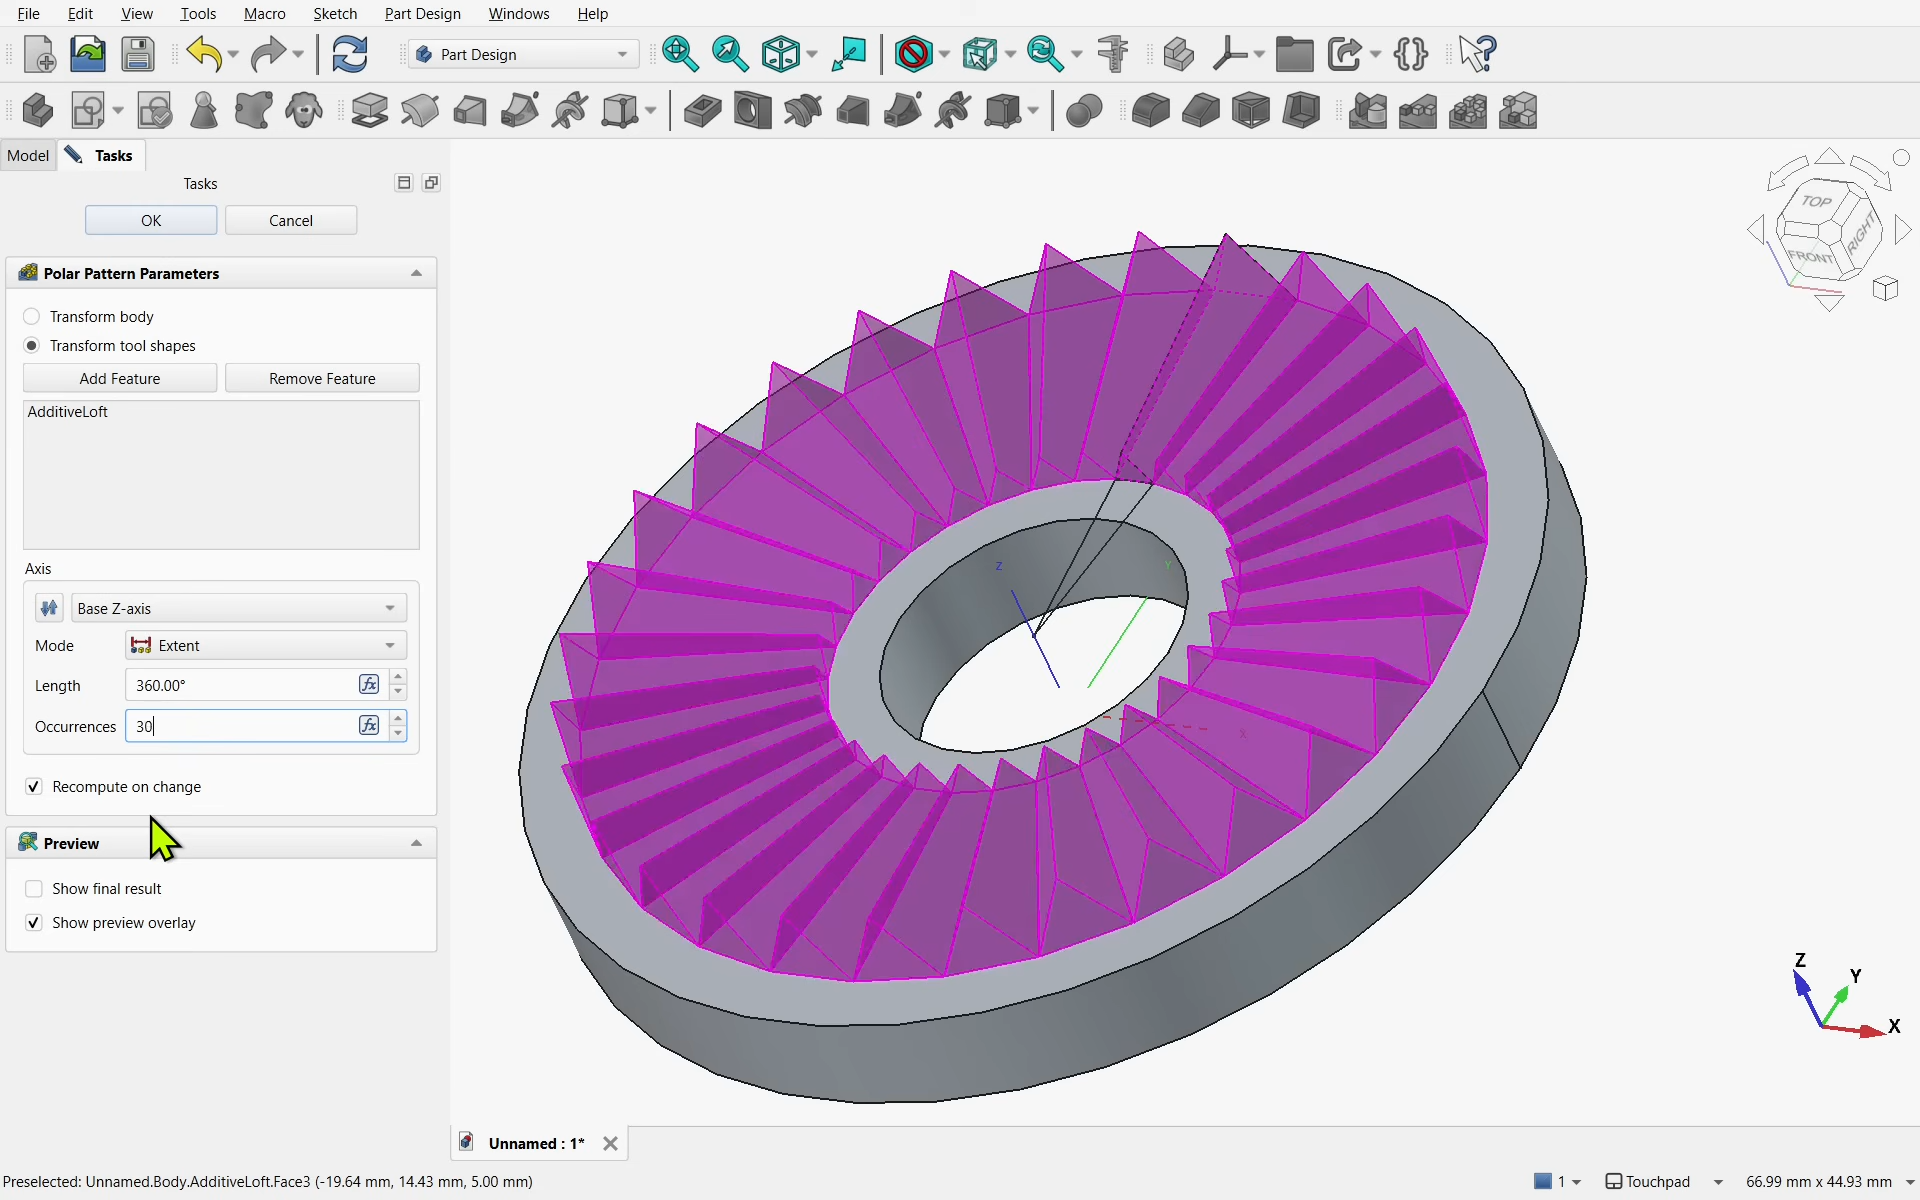 File Edit View Tools Macro Sketch Part Design Windows Help
Part Design
Model Tasks
Tasks
OK Cancel
Polar Pattern Parameters
Transform body
Transform tool shapes
Add Feature Remove Feature
AdditiveLoft
Axis
Base Z-axis
Mode Extent
Length 360.00°
Occurrences 30
Recompute on change
Preview
Show final result
Show preview overlay
TOP
FRONT
RIGHT
Z
Y
X
Z
Y
X
Unnamed : 1*
Preselected: Unnamed.Body.AdditiveLoft.Face3 (-19.64 mm, 14.43 mm, 5.00 mm)
1 Touchpad 66.99 mm x 44.93 mm